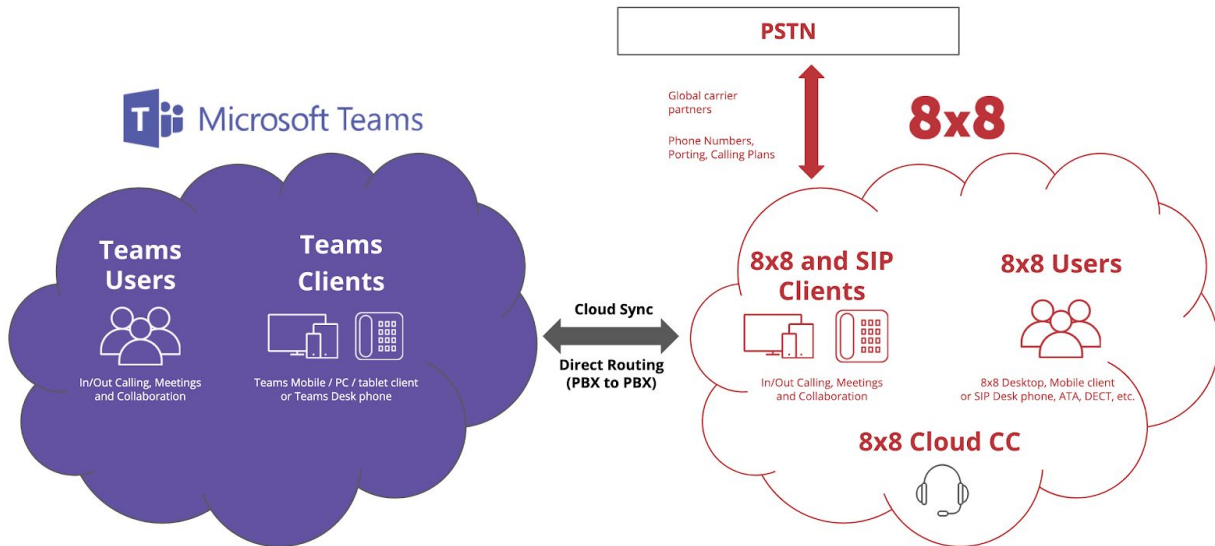 PSTN
Global carrier
partners
Phone Numbers,
Porting, Calling Plans
T
Microsoft Teams
8x8
Teams
Users
In/Out Calling, Meetings
and Collaboration
Teams
Clients
Teams Mobile / PC / tablet client
or Teams Desk phone
Cloud Sync
Direct Routing
(PBX to PBX)
8x8 and SIP
Clients
In/Out Calling, Meetings
and Collaboration
8x8 Users
8x8 Desktop, Mobile client
or SIP Desk phone, ATA, DECT, etc.
8x8 Cloud CC